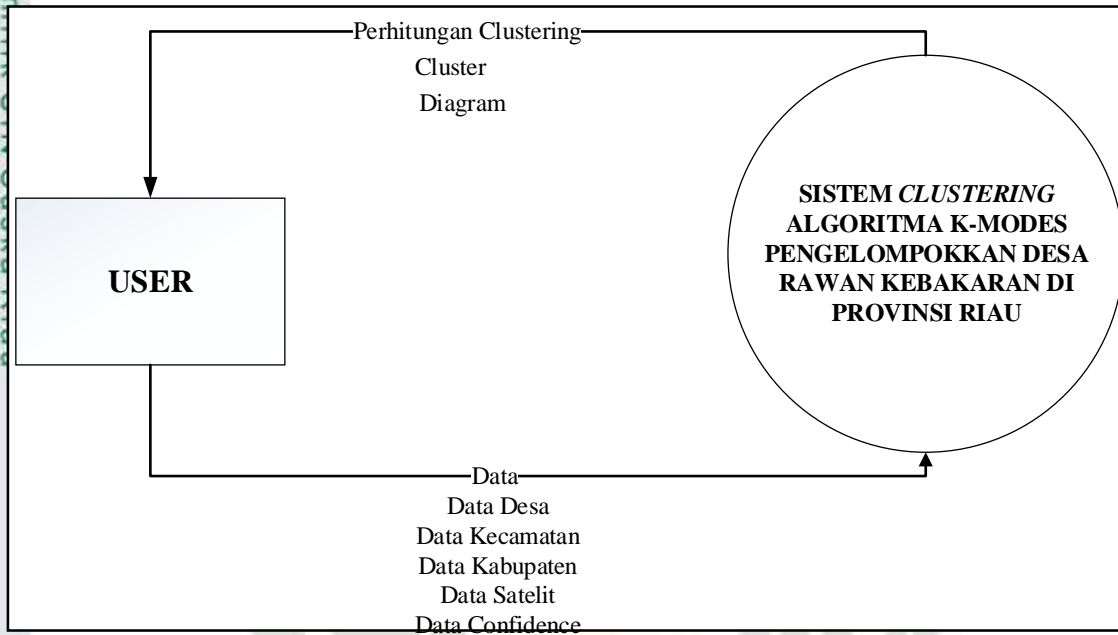 Perhitungan Clustering
Cluster
Diagram
USER
SISTEM CLUSTERING
ALGORITMA K-MODES
PENGELOMPOKKAN DESA
RAWAN KEBAKARAN DI
PROVINSI RIAU
Data
Data Desa
Data Kecamatan
Data Kabupaten
Data Satelit
Data Confidence